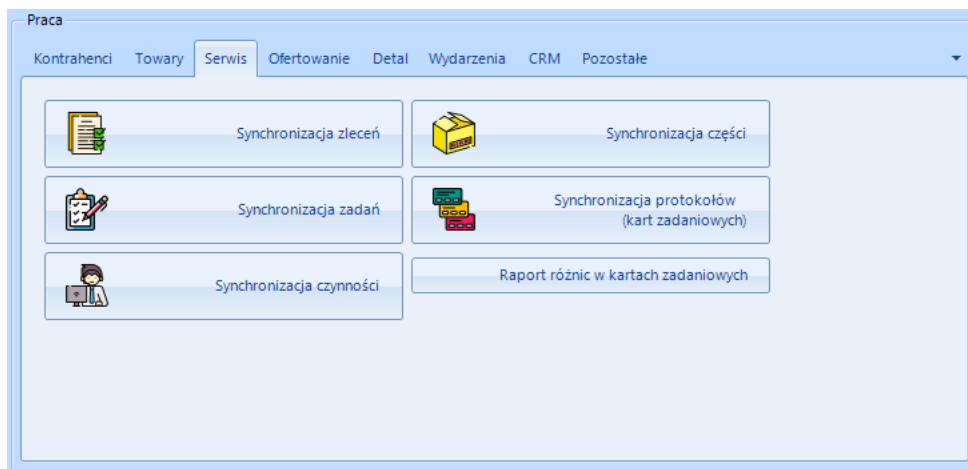 Praca
Kontrahenci Towary Serwis Ofertowanie Detal Wydarzenia CRM Pozostałe
Synchronizacja zleceń
Synchronizacja części
Synchronizacja zadań
Synchronizacja protokołów
(kart zadaniowych)
Synchronizacja czynności
Raport różnic w kartach zadaniowych